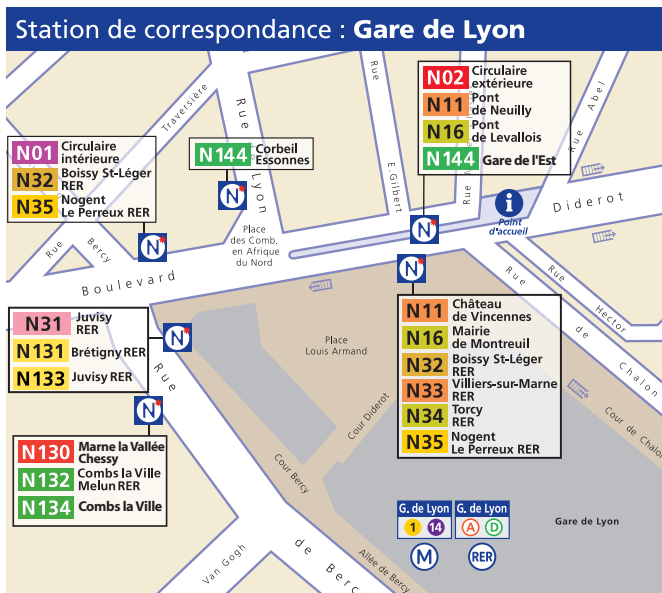 Station de correspondance : Gare de Lyon
N01 Circulaire
intérieure
N32 Boissy St-Léger
RER
N35 Nogent
Le Perreux RER
N144 Corbeil
Essonnes
N02 Circulaire
extérieure
N11 Pont
de Neuilly
N16 Pont
de Levallois
N144 Gare de l'Est
Traversière
Rue
Lyon
Rue
E.Gilbert
Rue
Rue Abel
Diderot
i
Point
d'accueil
N
N
N
N
Place
des Comb.
en Afrique
du Nord
Rue
Bercy
Boulevard
Rue
Hector
Rue
de
Chalon
N31 Juvisy
RER
N131 Brétigny RER
N133 Juvisy RER
N
N
Rue
Place
Louis Armand
N11 Château
de Vincennes
N16 Mairie
de Montreuil
N32 Boissy St-Léger
RER
N33 Villiers-sur-Marne
RER
N34 Torcy
RER
N35 Nogent
Le Perreux RER
N130 Marne la Vallée
Chessy
N132 Combs la Ville
Melun RER
N134 Combs la Ville
Cour Diderot
Cour Bercy
Cour de Chalon
G. de Lyon
1 14
M
G. de Lyon
A D
RER
Gare de Lyon
Van Gogh
de Bercy
Allée de Bercy